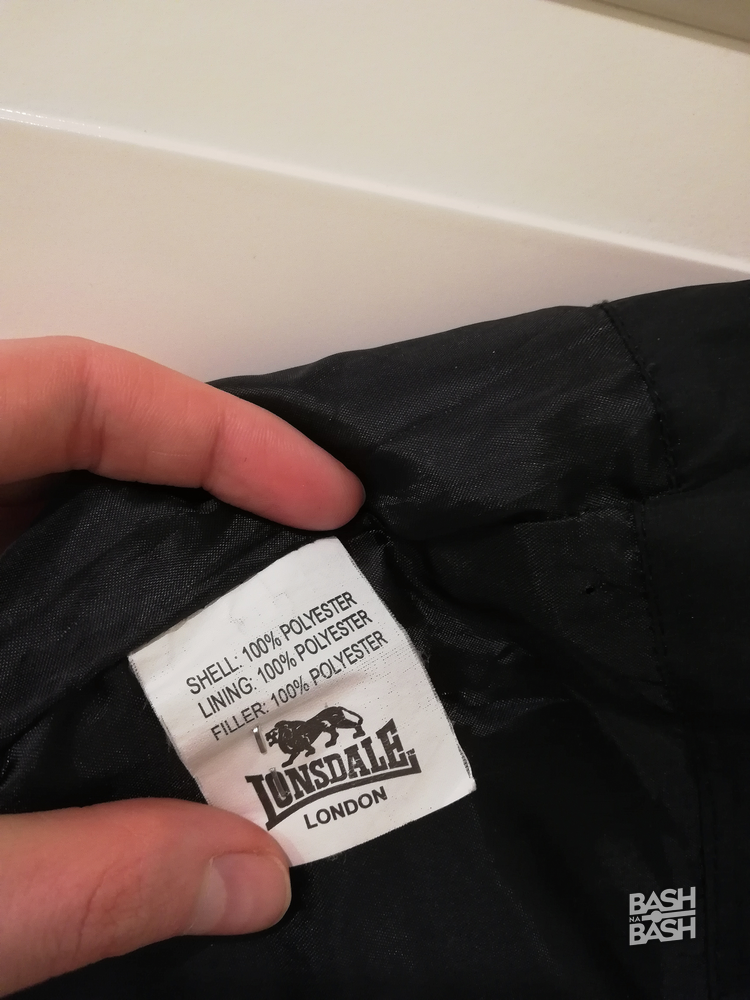 SHELL: 100% POLYESTER
LINING: 100% POLYESTER
FILLER: 100% POLYESTER
LONSDALE
LONDON
BASH
NA
BASH